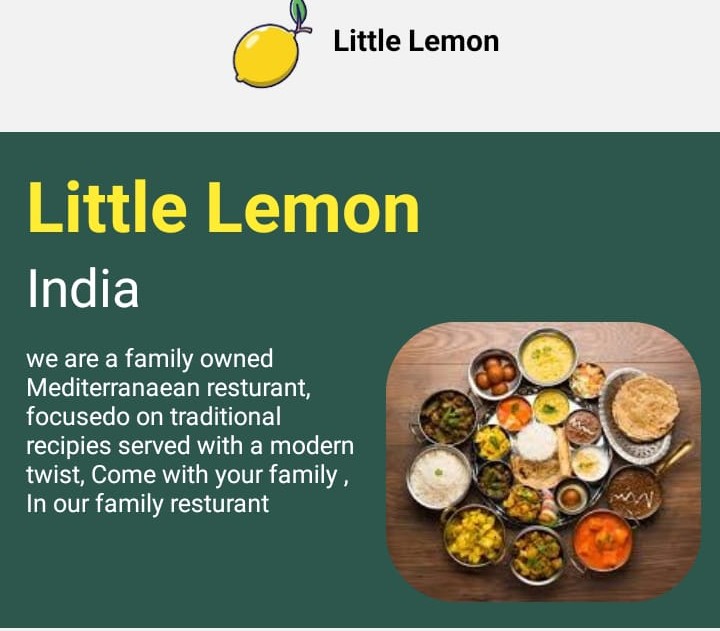 Little Lemon
Little Lemon
India
we are a family owned
Mediterranaean resturant,
focusedo on traditional
recipies served with a modern
twist, Come with your family ,
In our family resturant